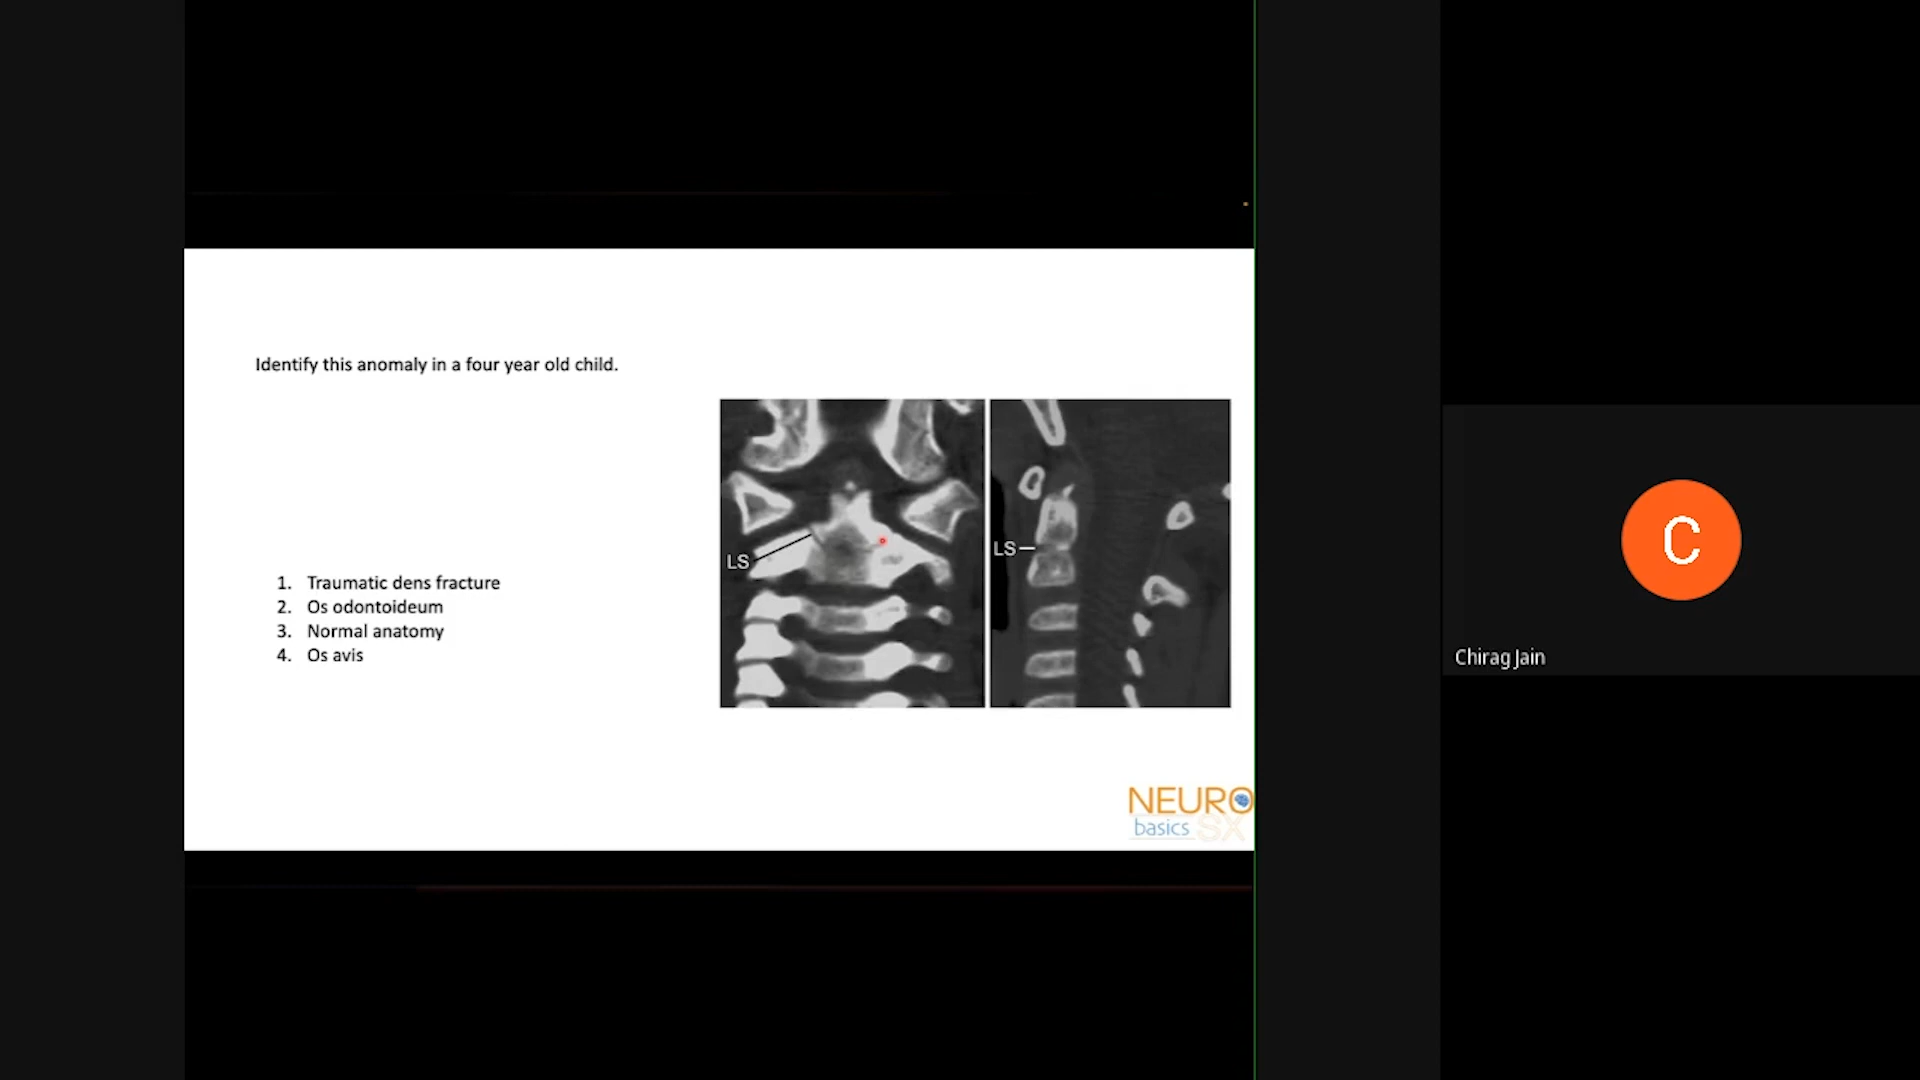 Identify this anomaly in a four year old child.
LS
LS
1. Traumatic dens fracture
2. Os odontoideum
3. Normal anatomy
4. Os avis
NEURO
basics SX
C
Chirag Jain